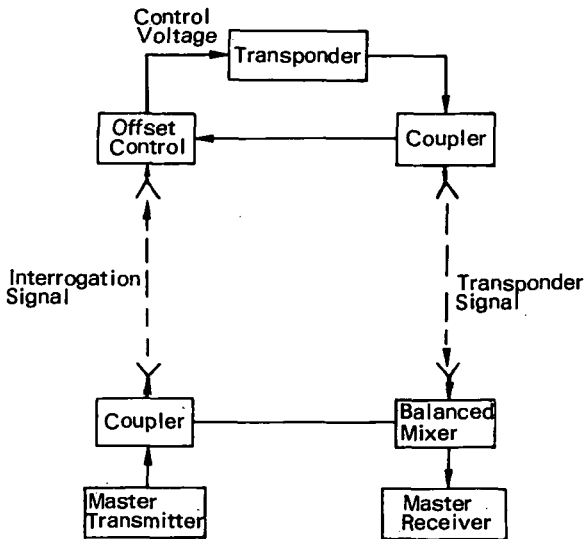 Control
Voltage
Transponder
Offset
Control
Coupler
Interrogation
Signal
Transponder
Signal
Coupler
Balanced
Mixer
Master
Transmitter
Master
Receiver